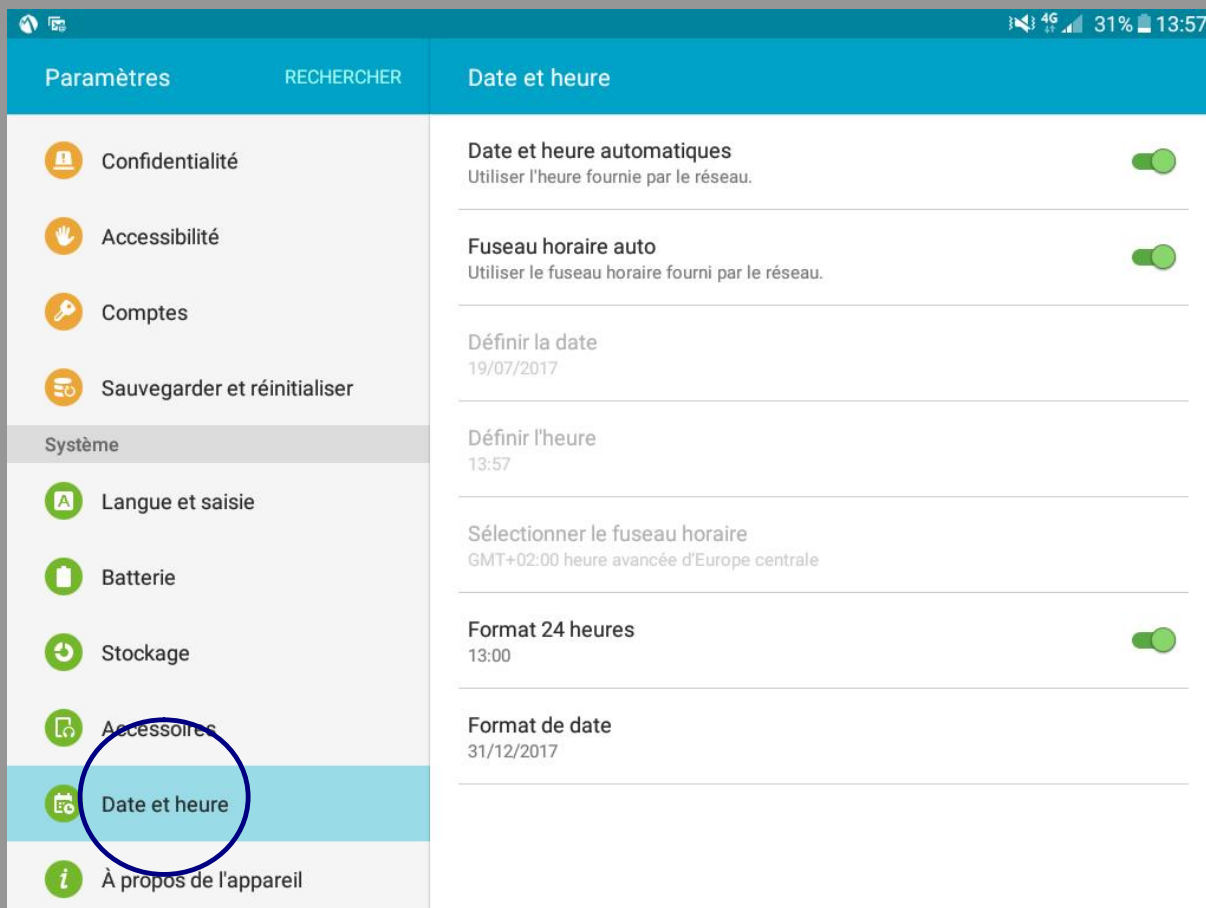 4G 31% 13:57
Paramètres RECHERCHER
Confidentialité
Accessibilité
Comptes
Sauvegarder et réinitialiser
Système
Langue et saisie
Batterie
Stockage
Accessoires
Date et heure
À propos de l'appareil
Date et heure
Date et heure automatiques
Utiliser l'heure fournie par le réseau.
Fuseau horaire auto
Utiliser le fuseau horaire fourni par le réseau.
Définir la date
19/07/2017
Définir l'heure
13:57
Sélectionner le fuseau horaire
GMT+02:00 heure avancée d'Europe centrale
Format 24 heures
13:00
Format de date
31/12/2017